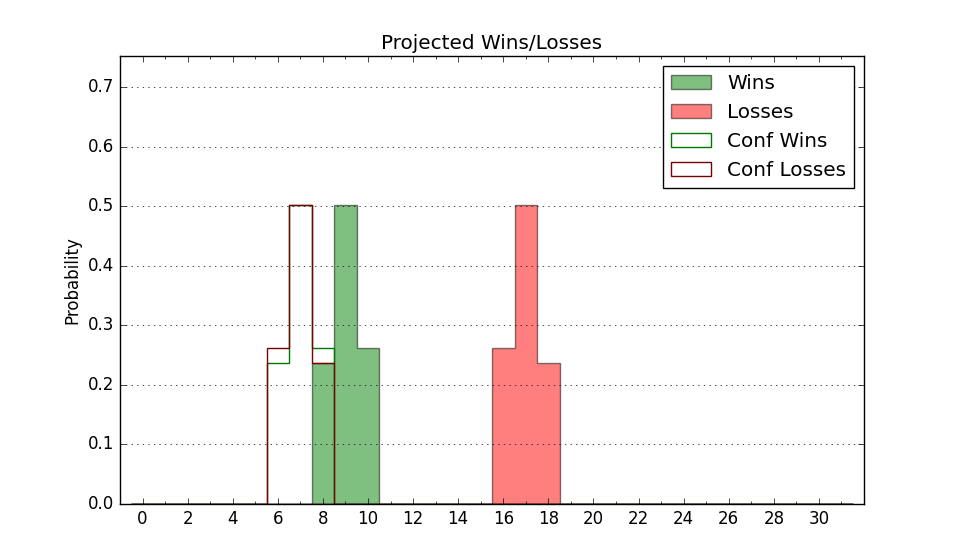 Projected Wins/Losses
Wins
Losses
Conf Wins
Conf Losses
Probability
0.7
0.6
0.5
0.4
0.3
0.2
0.1
0.0
0 2 4 6 8 10 12 14 16 18 20 22 24 26 28 30